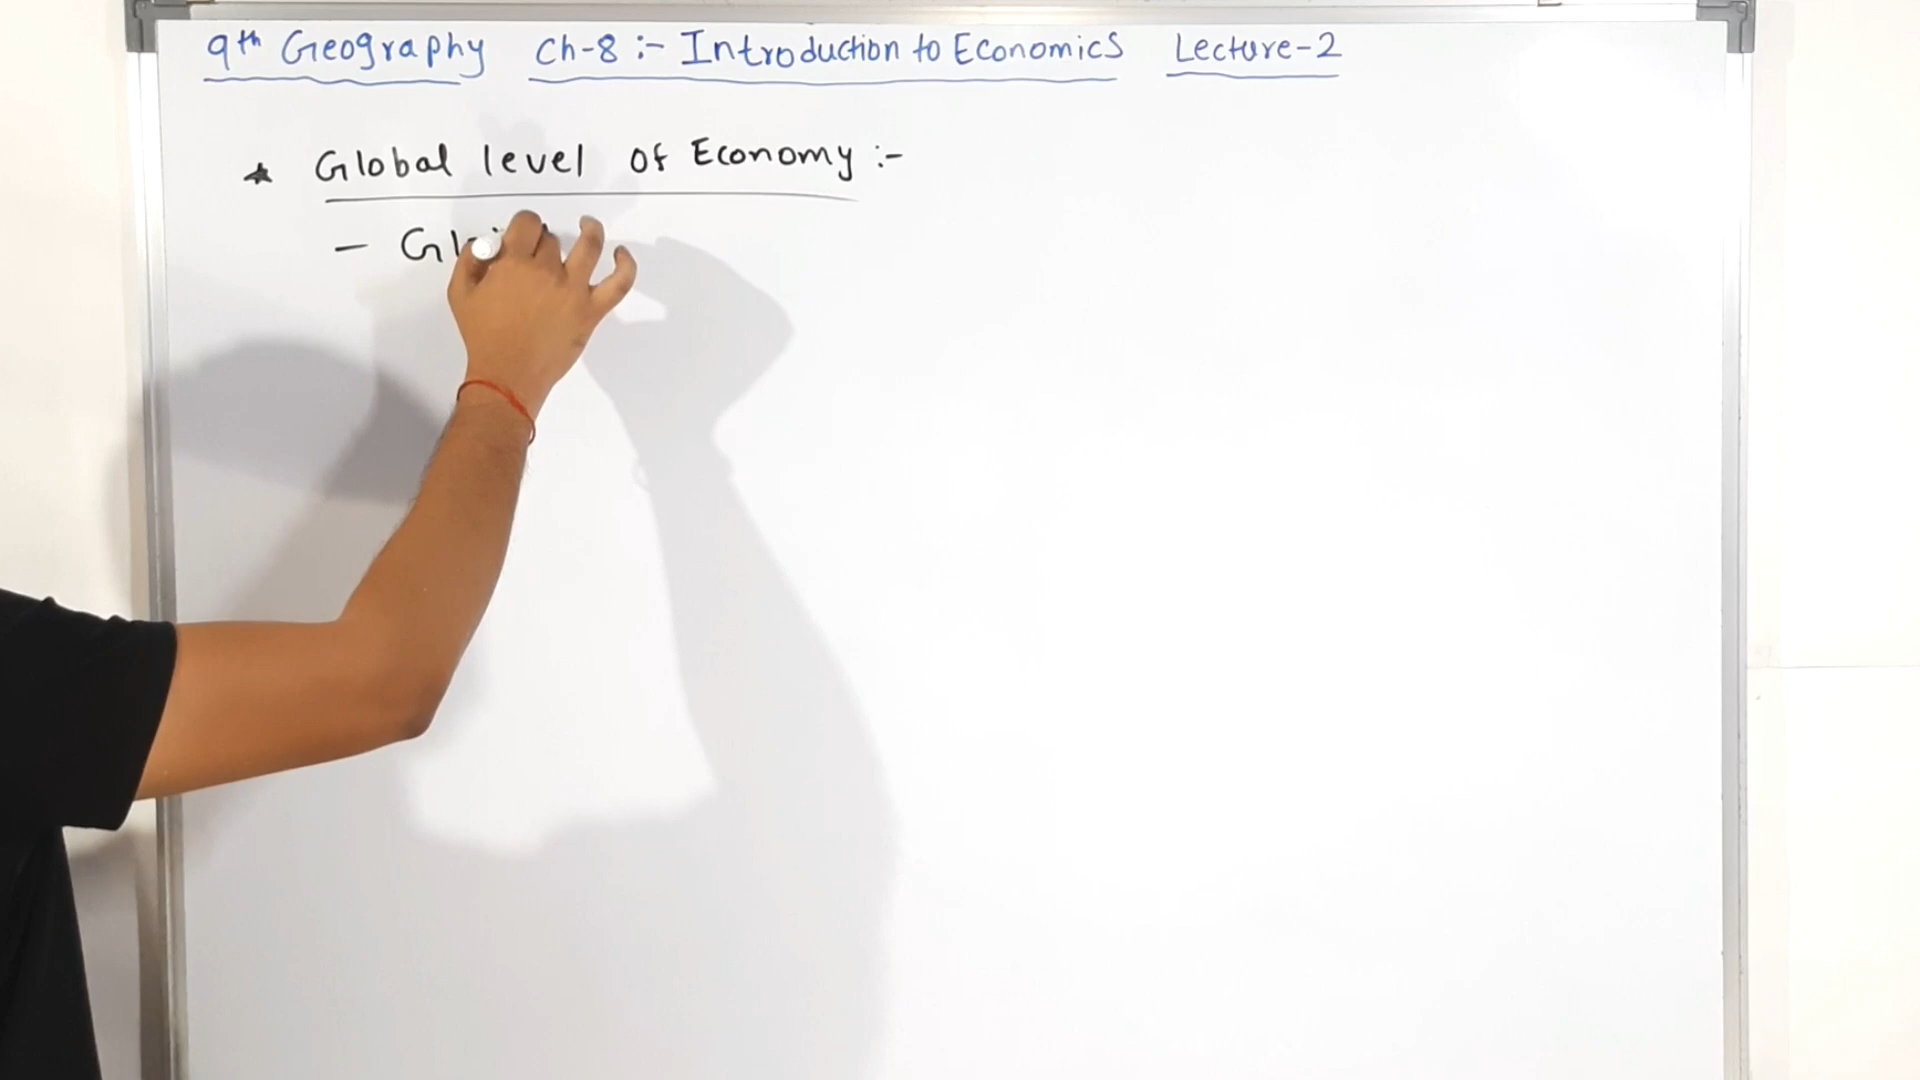 9th Geography Ch-8 :- Introduction to Economics Lecture-2
★ Global level of Economy :-
-